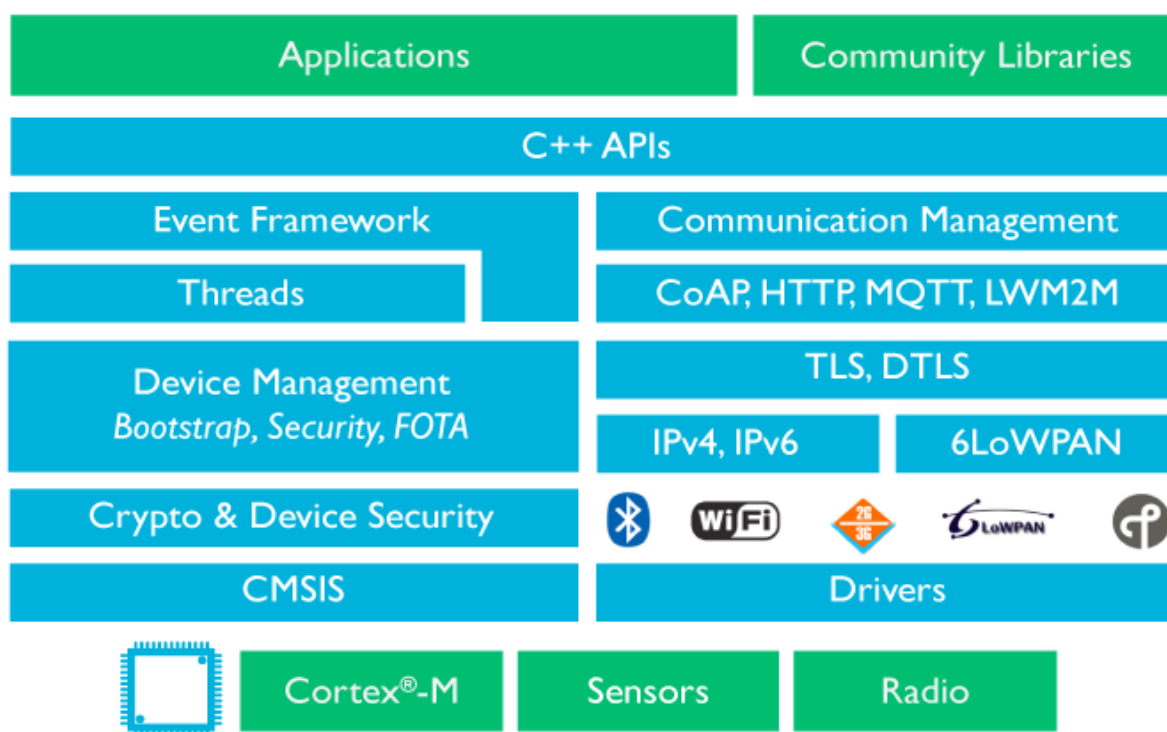 Applications
Community Libraries
C++ APIs
Event Framework
Communication Management
Threads
CoAP, HTTP, MQTT, LWM2M
Device Management
Bootstrap, Security, FOTA
TLS, DTLS
IPv4, IPv6
6LoWPAN
Crypto & Device Security
WiFi
2G
3G
6LoWPAN
CMSIS
Drivers
Cortex®-M
Sensors
Radio